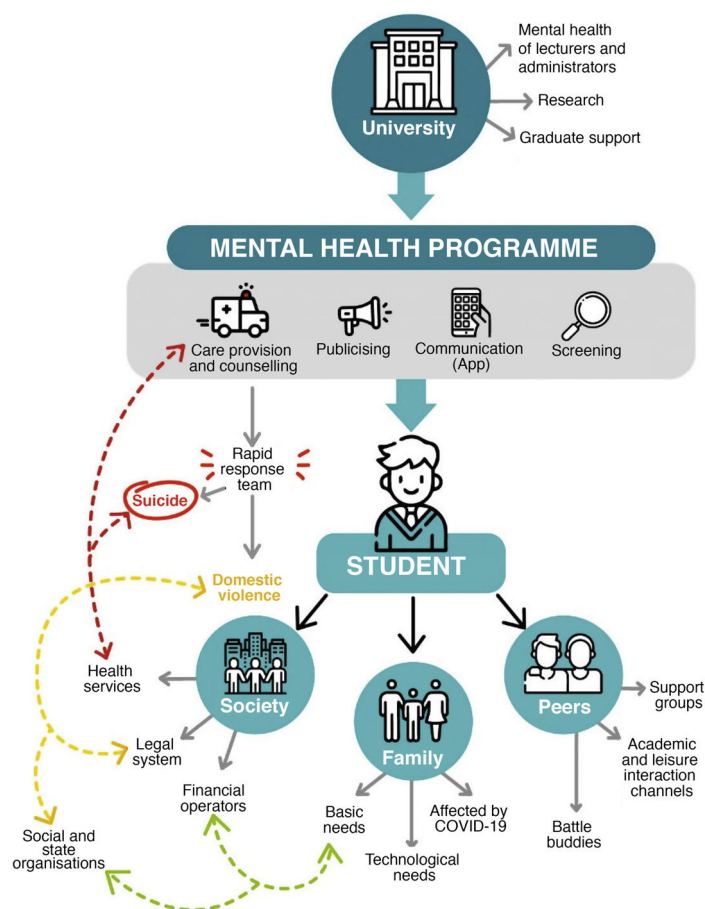 Mental health
of lecturers and
administrators
Research
Graduate support
University
MENTAL HEALTH PROGRAMME
Care provision
and counselling
Publicising
Communication
(App)
Screening
Rapid
response
team
Suicide
Domestic
violence
STUDENT
Society
Health
services
Legal
system
Financial
operators
Social and
state
organisations
Family
Basic
needs
Technological
needs
Affected by
COVID-19
Peers
Support
groups
Academic
and leisure
interaction
channels
Battle
buddies